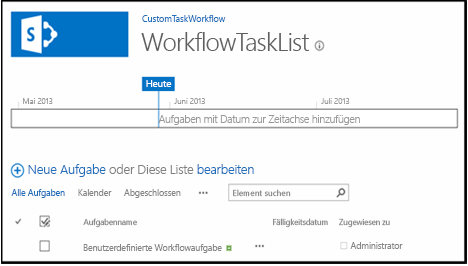 CustomTaskWorkflow
S
WorkflowTaskList
Heute
Mai 2013 Juni 2013 Juli 2013
Aufgaben mit Datum zur Zeitachse hinzufügen
Neue Aufgabe oder Diese Liste bearbeiten
Alle Aufgaben Kalender Abgeschlossen ••• Element suchen
Aufgabenname Fälligkeitsdatum Zugewiesen zu
Benutzerdefinierte Workflowaufgabe ••• Administrator